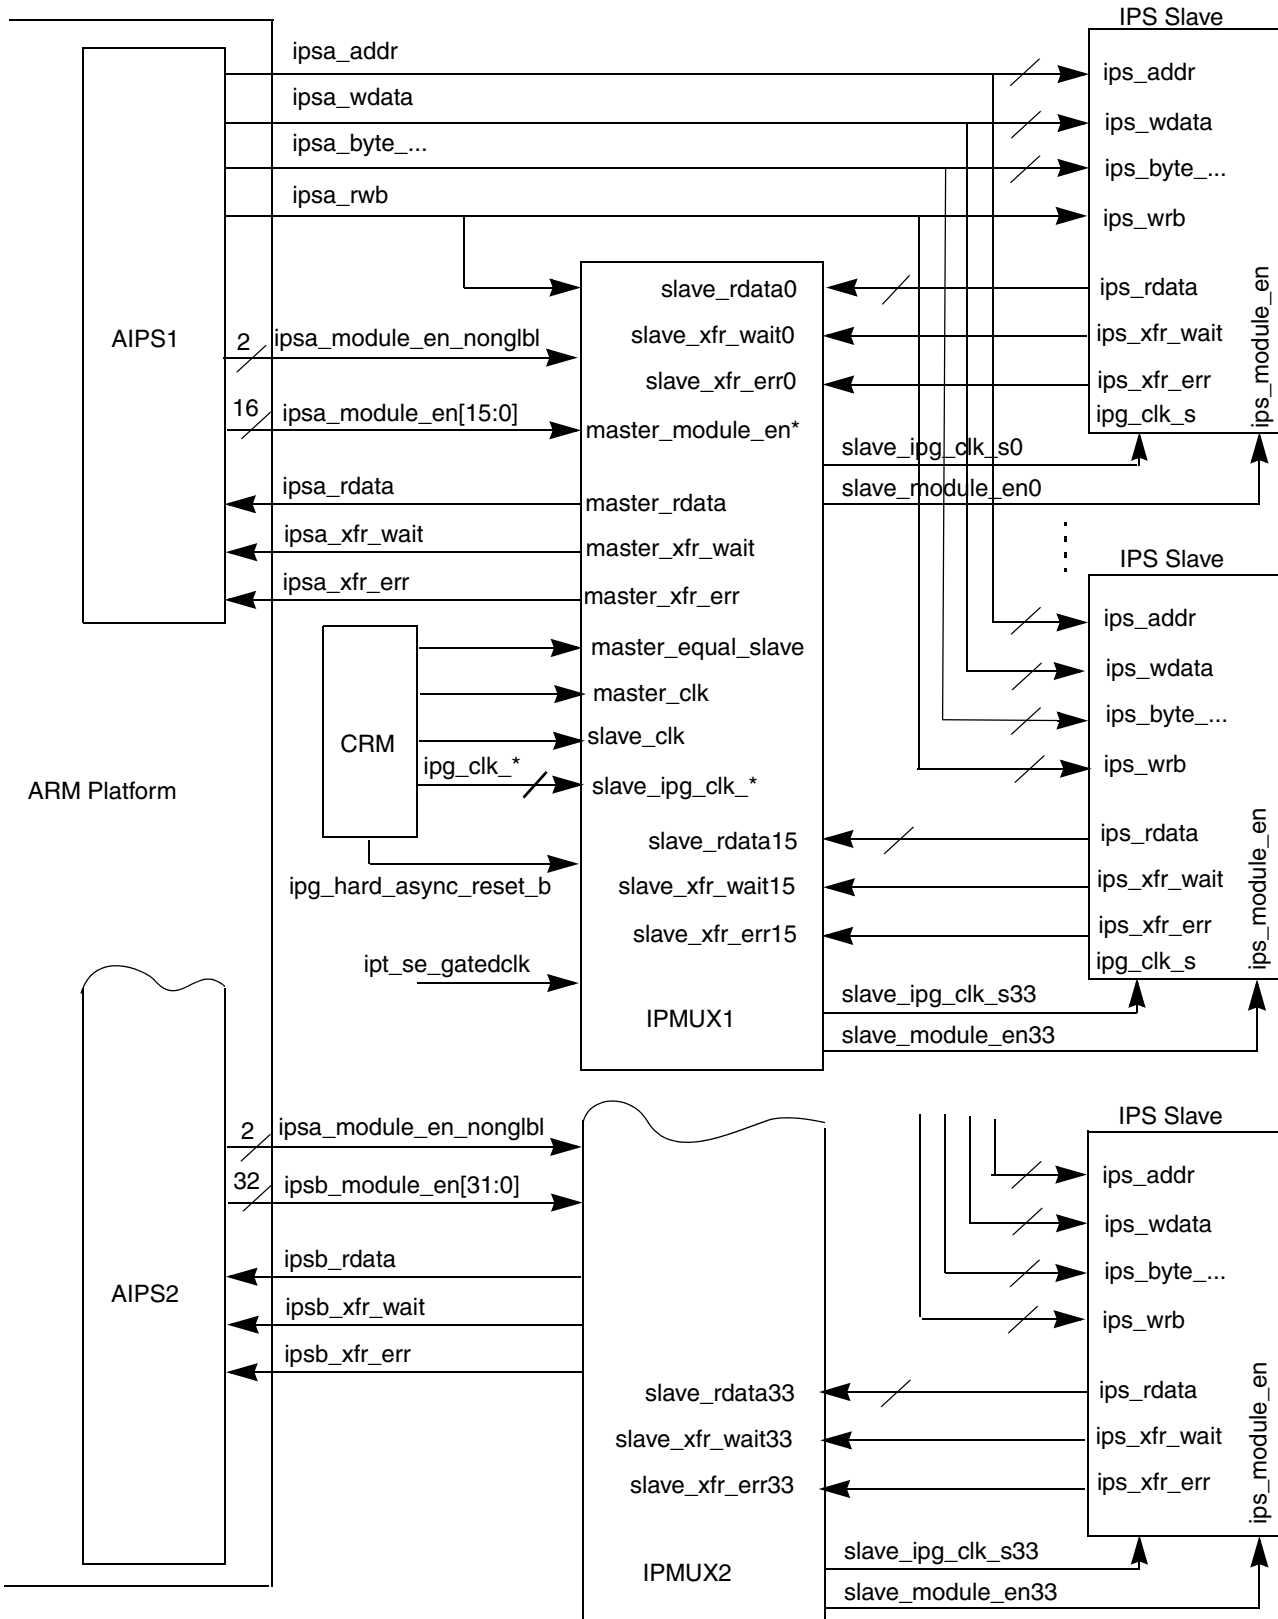 IPS Slave
ipsa_addr
ips_addr
ipsa_wdata
ips_wdata
ipsa_byte_...
ips_byte_...
ipsa_rwb
ips_wrb
AIPS1
slave_rdata0
ips_rdata
2
ipsa_module_en_nonglbl
slave_xfr_wait0
ips_xfr_wait
slave_xfr_err0
ips_xfr_err
ips_module_en
16
ipsa_module_en[15:0]
master_module_en*
ipg_clk_s
slave_ipg_clk_s0
ipsa_rdata
master_rdata
slave_module_en0
ipsa_xfr_wait
master_xfr_wait
IPS Slave
ipsa_xfr_err
master_xfr_err
ips_addr
master_equal_slave
ips_wdata
master_clk
ips_byte_...
CRM
slave_clk
ipg_clk_*
ips_wrb
ARM Platform
slave_ipg_clk_*
slave_rdata15
ips_rdata
ipg_hard_async_reset_b
slave_xfr_wait15
ips_xfr_wait
slave_xfr_err15
ips_xfr_err
ips_module_en
ipt_se_gatedclk
ipg_clk_s
slave_ipg_clk_s33
IPMUX1
slave_module_en33
IPS Slave
2
ipsa_module_en_nonglbl
ips_addr
32
ipsb_module_en[31:0]
ips_wdata
ipsb_rdata
ips_byte_...
AIPS2
ipsb_xfr_wait
ips_wrb
ipsb_xfr_err
slave_rdata33
ips_rdata
slave_xfr_wait33
ips_xfr_wait
slave_xfr_err33
ips_xfr_err
ips_module_en
slave_ipg_clk_s33
IPMUX2
slave_module_en33